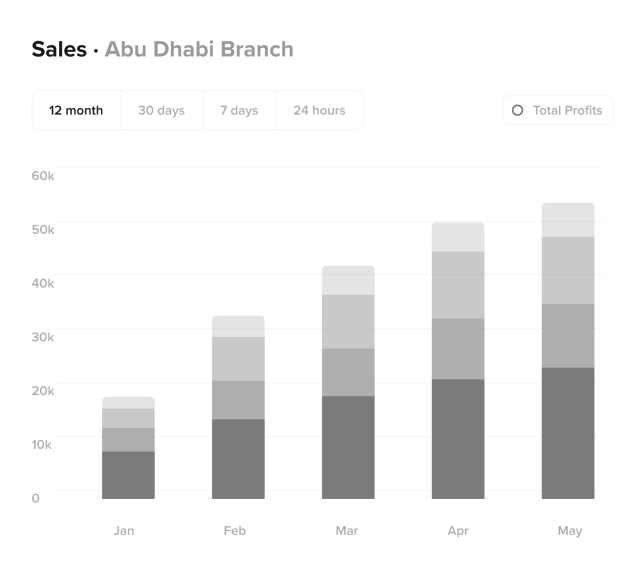 Sales · Abu Dhabi Branch
12 month 30 days 7 days 24 hours Total Profits
60k
50k
40k
30k
20k
10k
0
Jan Feb Mar Apr May